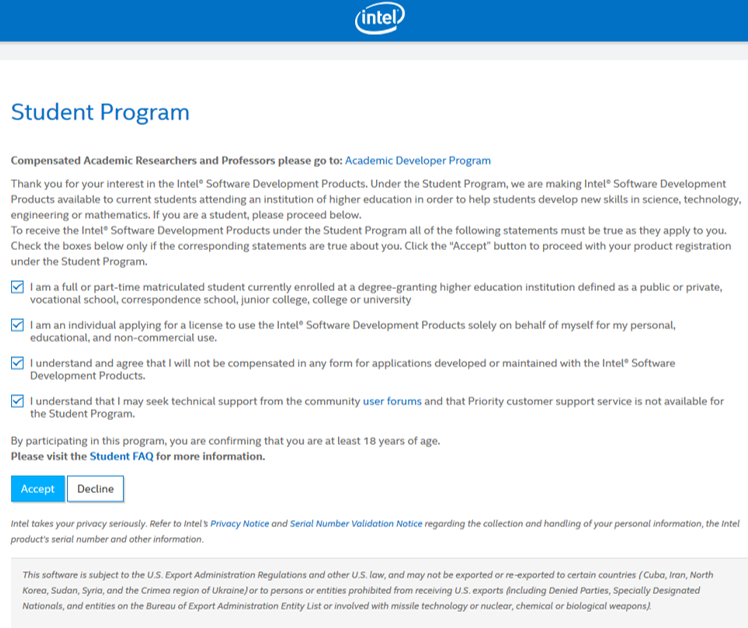 intel
Student Program
Compensated Academic Researchers and Professors please go to: Academic Developer Program
Thank you for your interest in the Intel® Software Development Products. Under the Student Program, we are making Intel® Software Development
Products available to current students attending an institution of higher education in order to help students develop new skills in science, technology,
engineering or mathematics. If you are a student, please proceed below.
To receive the Intel® Software Development Products under the Student Program all of the following statements must be true as they apply to you.
Check the boxes below only if the corresponding statements are true about you. Click the "Accept" button to proceed with your product registration
under the Student Program.
I am a full or part-time matriculated student currently enrolled at a degree-granting higher education institution defined as a public or private,
vocational school, correspondence school, junior college, college or university
I am an individual applying for a license to use the Intel® Software Development Products solely on behalf of myself for my personal,
educational, and non-commercial use.
I understand and agree that I will not be compensated in any form for applications developed or maintained with the Intel® Software
Development Products.
I understand that I may seek technical support from the community user forums and that Priority customer support service is not available for
the Student Program.
By participating in this program, you are confirming that you are at least 18 years of age.
Please visit the Student FAQ for more information.
Accept Decline
Intel takes your privacy seriously. Refer to Intel's Privacy Notice and Serial Number Validation Notice regarding the collection and handling of your personal information, the Intel
product's serial number and other information.
This software is subject to the U.S. Export Administration Regulations and other U.S. law, and may not be exported or re-exported to certain countries (Cuba, Iran, North
Korea, Sudan, Syria, and the Crimea region of Ukraine) or to persons or entities prohibited from receiving U.S. exports (including Denied Parties, Specially Designated
Nationals, and entities on the Bureau of Export Administration Entity List or involved with missile technology or nuclear, chemical or biological weapons).